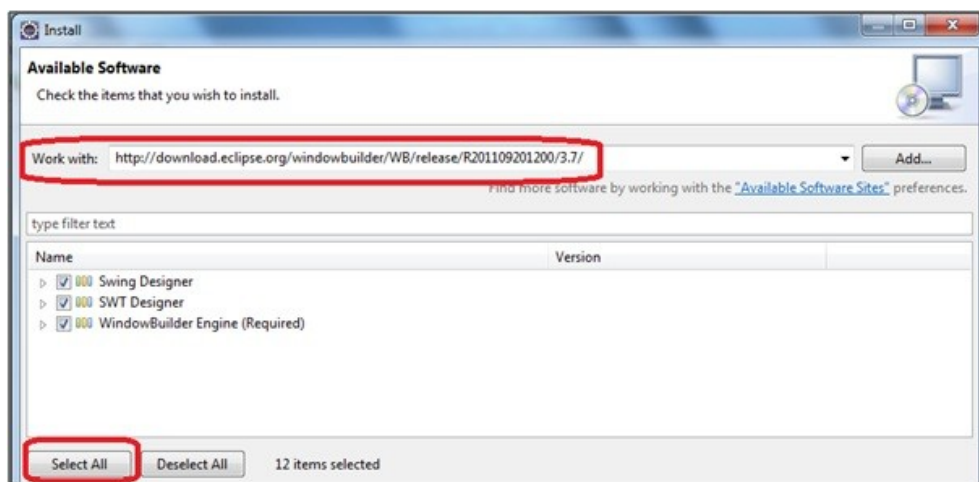 Install
Available Software
Check the items that you wish to install.
Work with: http://download.eclipse.org/windowbuilder/WB/release/R201109201200/3.7/ Add...
Find more software by working with the "Available Software Sites" preferences.
type filter text
Name Version
Swing Designer
SWT Designer
WindowBuilder Engine (Required)
Select All Deselect All 12 items selected